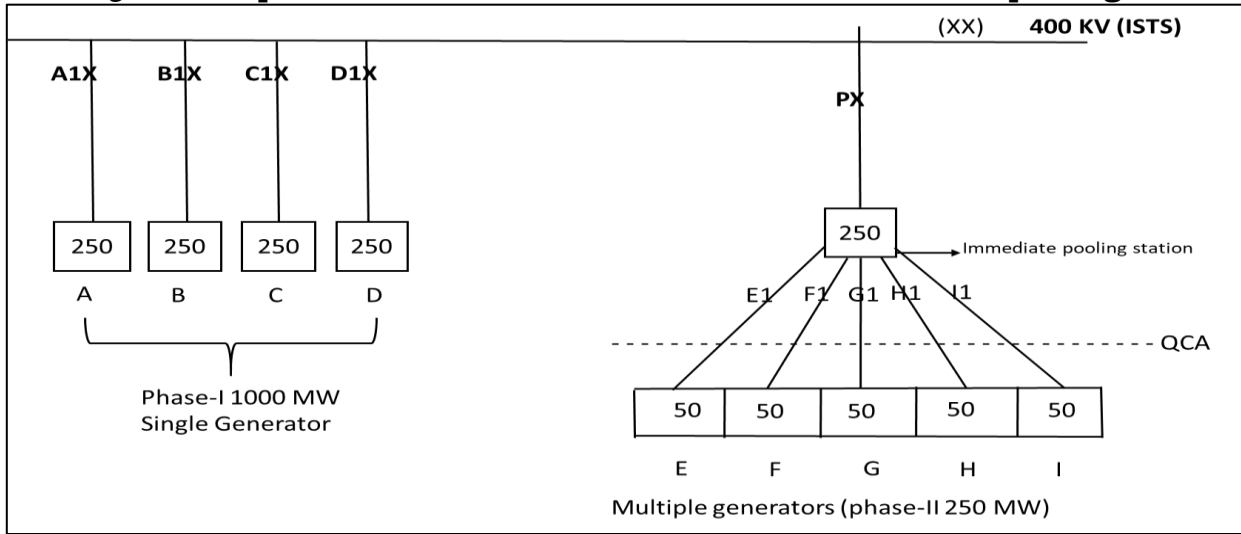 (XX) 400 KV (ISTS)
A1X B1X C1X D1X
PX
250 250 250 250
250
Immediate pooling station
A B C D
E1 F1 G1 H1 I1
QCA
Phase-I 1000 MW
Single Generator
50 50 50 50 50
E F G H I
Multiple generators (phase-II 250 MW)